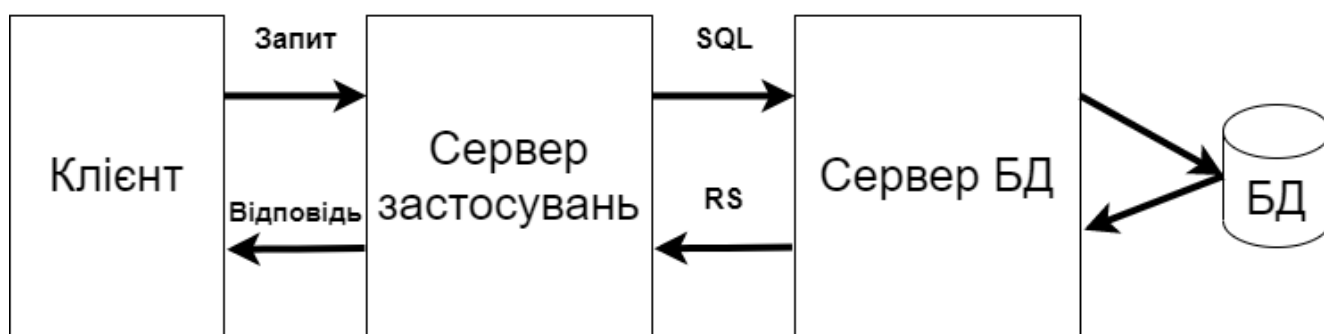 Клієнт
Запит
Відповідь
Сервер
застосувань
SQL
RS
Сервер БД
БД